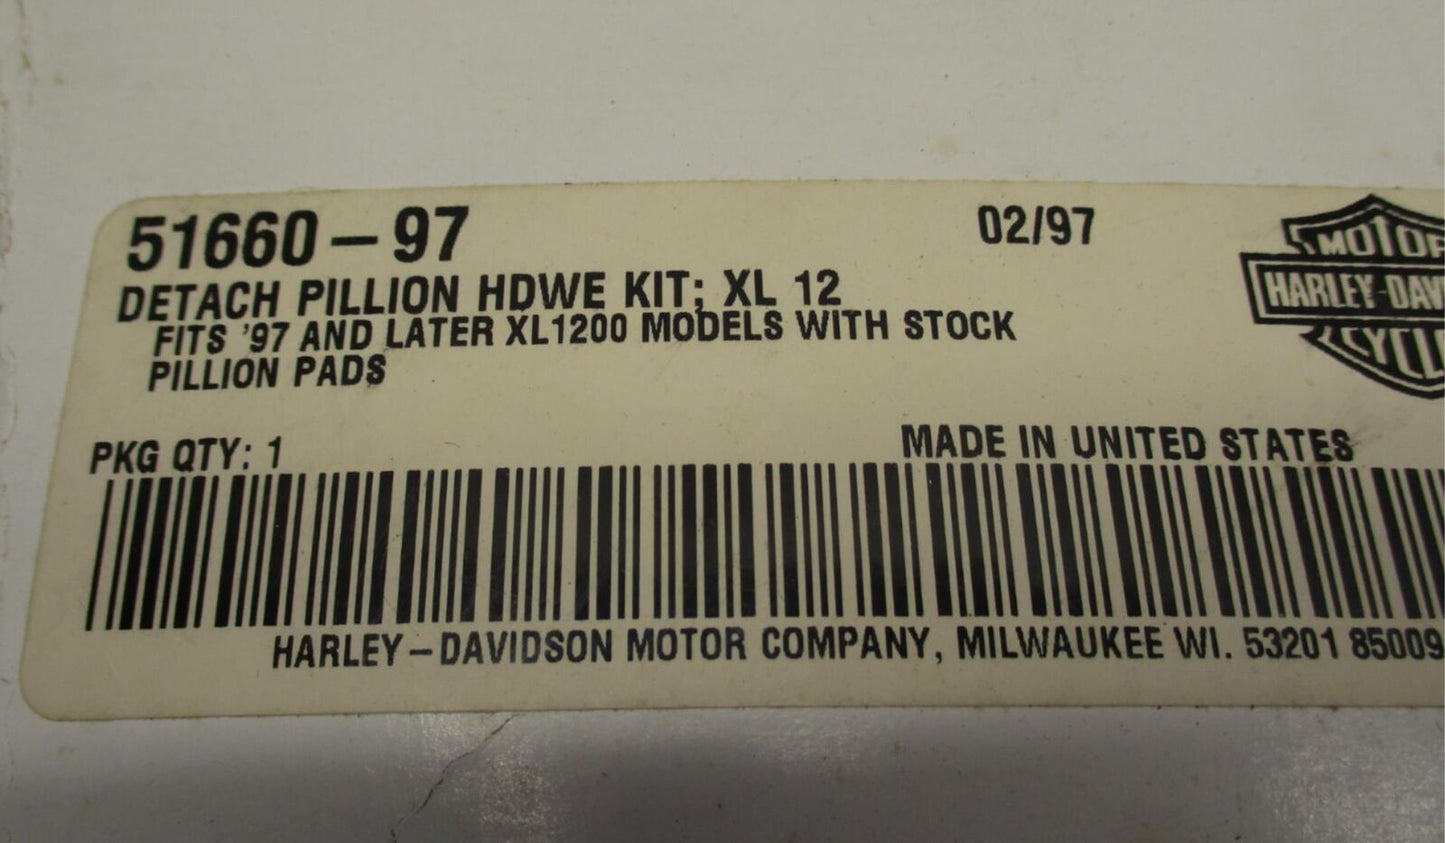 51660-97 02/97
DETACH PILLION HDWE KIT; XL 12
FITS '97 AND LATER XL1200 MODELS WITH STOCK
PILLION PADS
MOTOR
HARLEY-DAV
CYCLE
PKG QTY: 1 MADE IN UNITED STATES
HARLEY-DAVIDSON MOTOR COMPANY, MILWAUKEE WI. 53201 85009